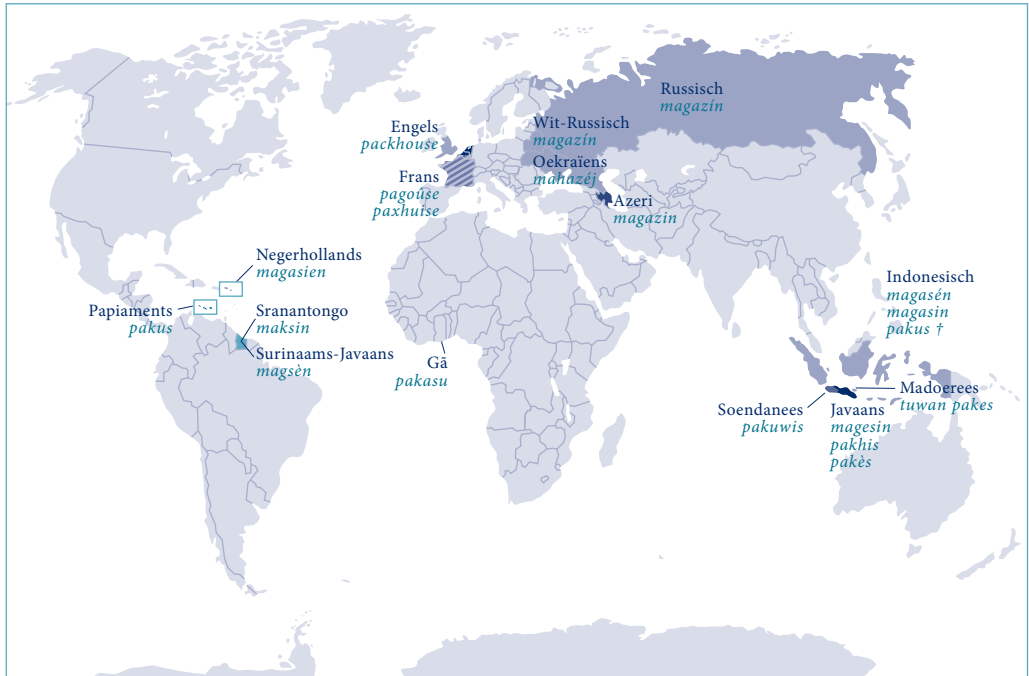 Russisch
magazín
Engels
packhouse
Wit-Russisch
magazín
Oekraïens
mahazéj
Frans
pagoûse
paxhuise
Azeri
magazin
Negerhollands
magasien
Papiaments
pakus
Sranantongo
maksin
Surinaams-Javaans
magsèn
Gã
pakasu
Indonesisch
magasén
magasin
pakus †
Madoerees
tuwan pakes
Soendanees
pakuwis
Javaans
magesin
pakhis
pakès